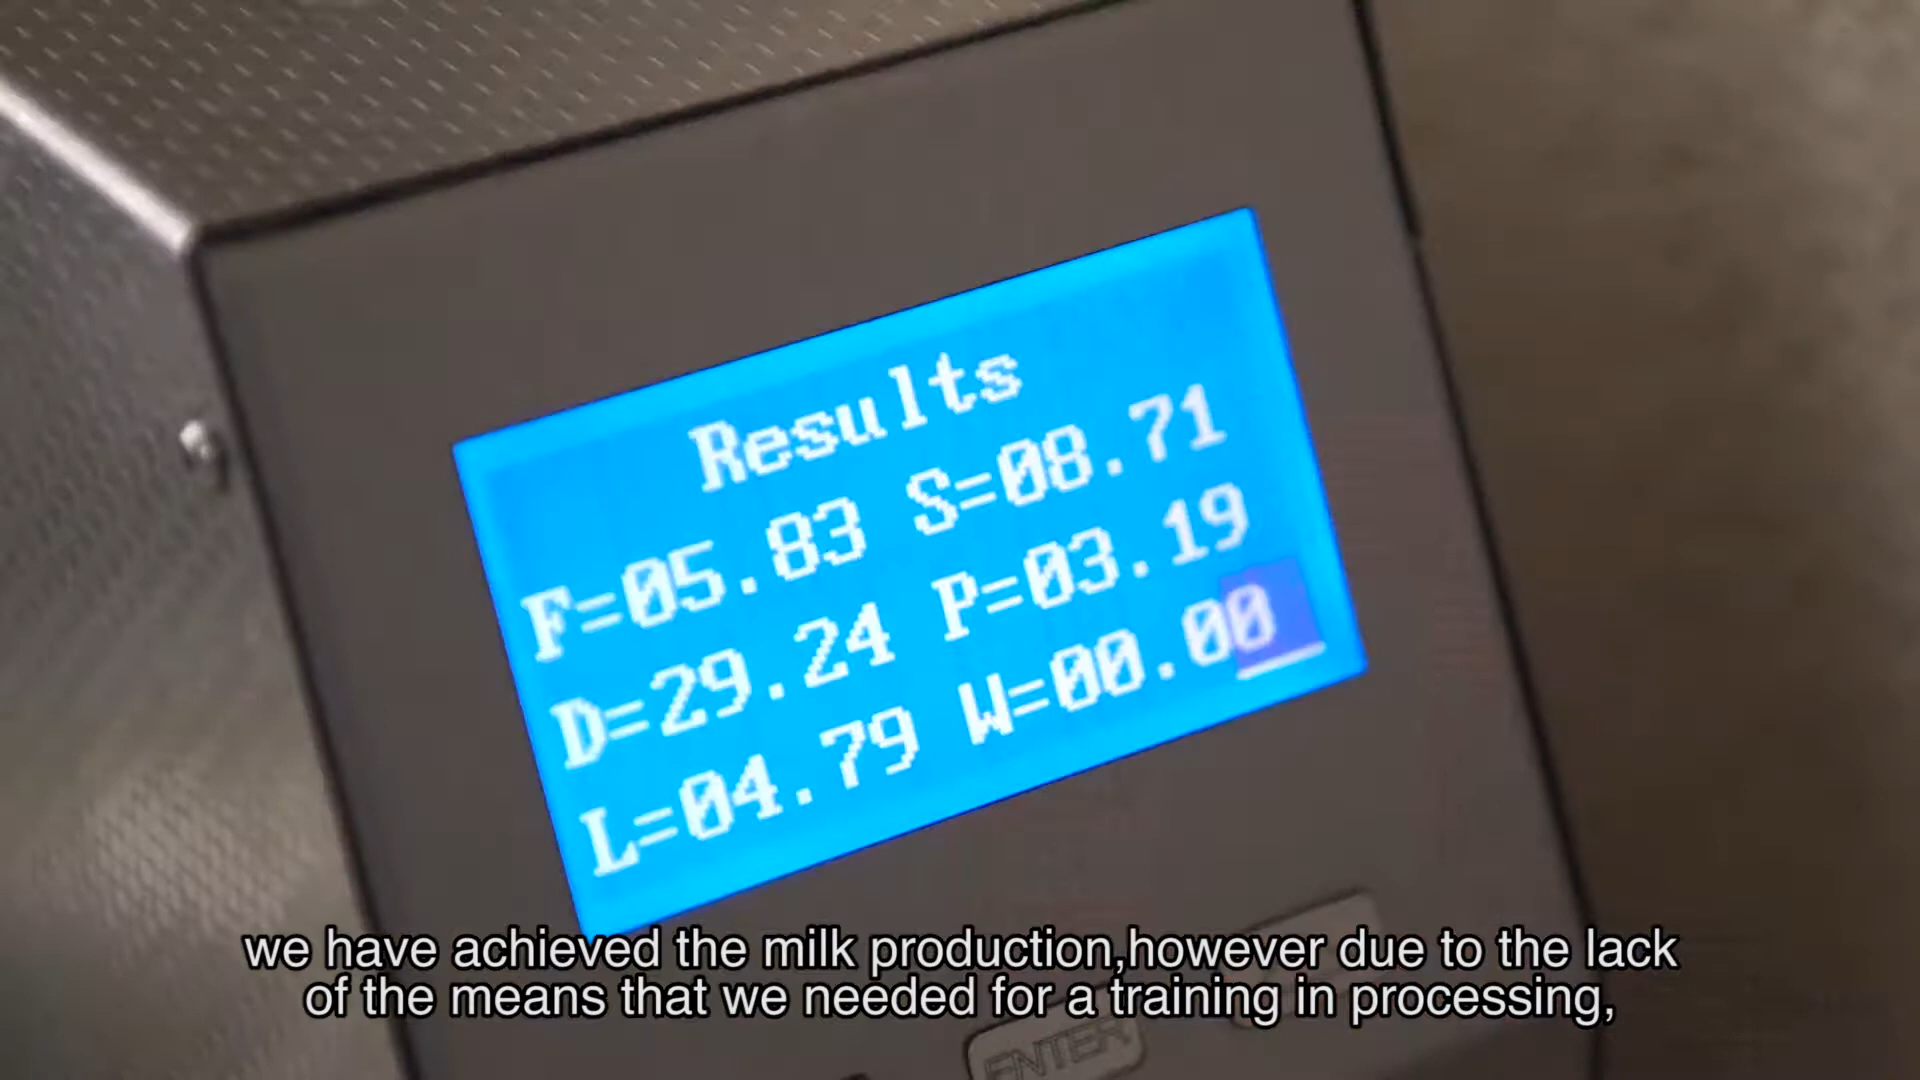 Results
F=05.83 S=08.71
D=29.24 P=03.19
L=04.79 W=00.00
we have achieved the milk production,however due to the lack
of the means that we needed for a training in processing,
ENTER